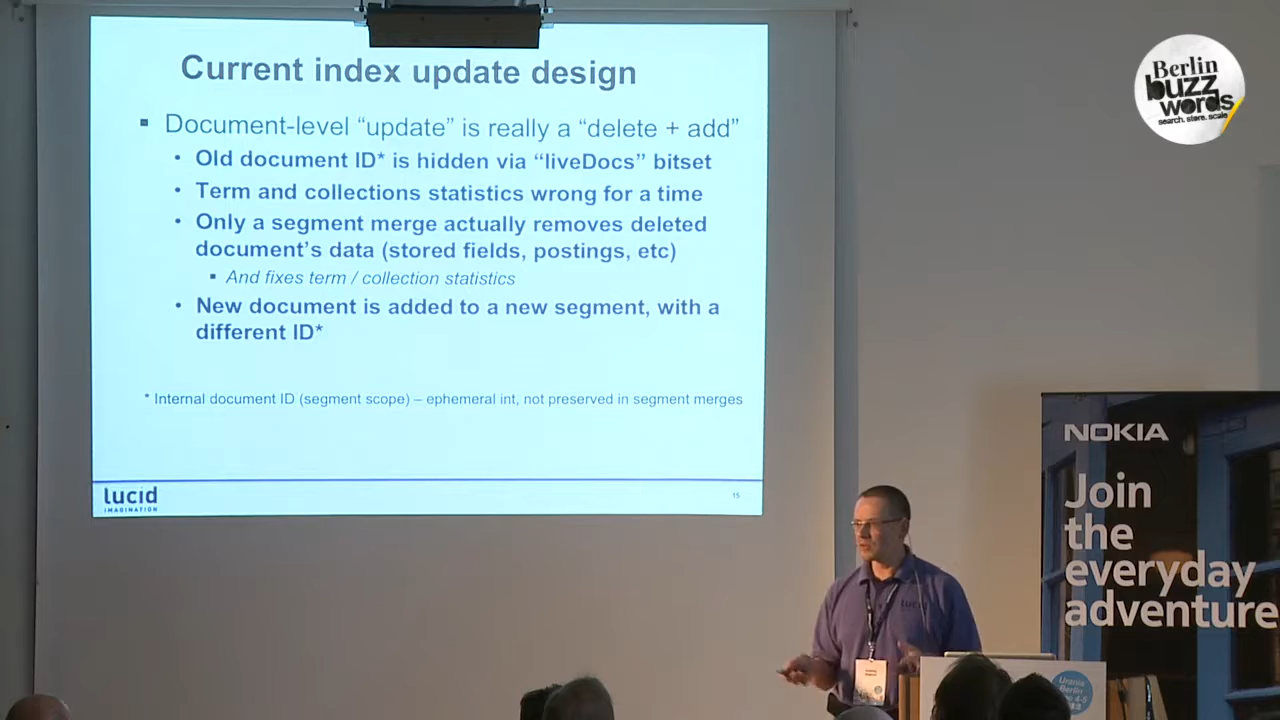 Current index update design
Document-level “update” is really a “delete + add”
Old document ID* is hidden via “liveDocs” bitset
Term and collections statistics wrong for a time
Only a segment merge actually removes deleted
document’s data (stored fields, postings, etc)
And fixes term / collection statistics
New document is added to a new segment, with a
different ID*
* Internal document ID (segment scope) – ephemeral int, not preserved in segment merges
lucid
IMAGINATION
15
Berlin
buzz
words
search. store. scale
NOKIA
Join
the
everyday
adventure
lucid
Urania
Berlin